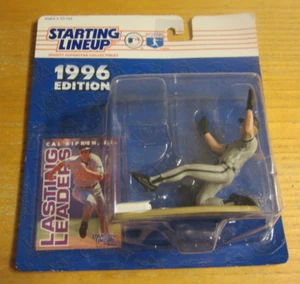 STARTING
LINEUP
1996
EDITION
CAL RIPKEN, JR.
LASTING
LEADERS